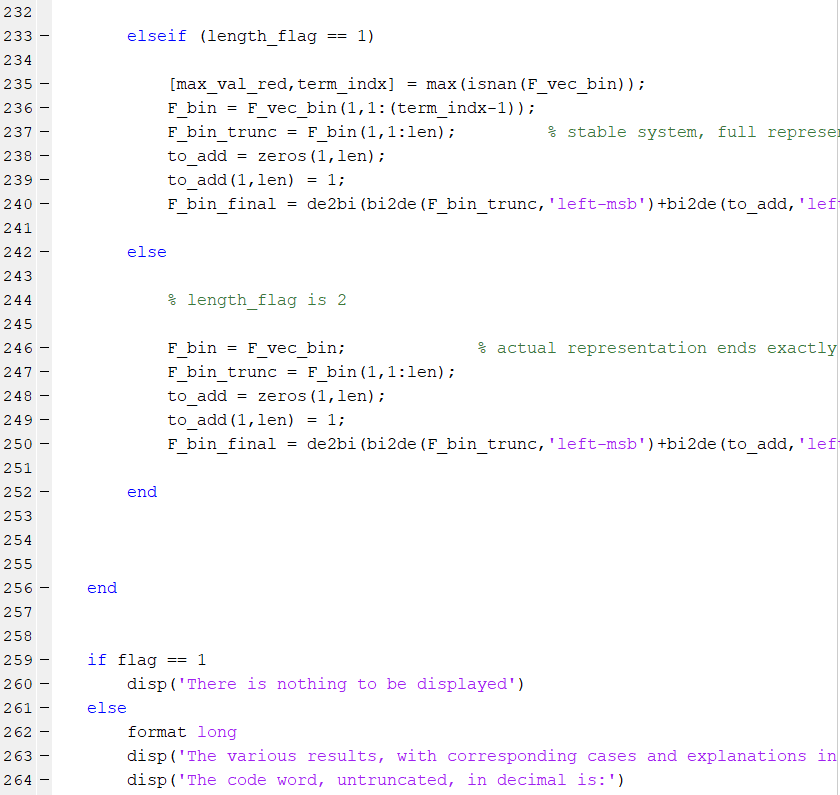 232
233 – elseif (length_flag == 1)
234
235 – [max_val_red,term_indx] = max(isnan(F_vec_bin));
236 – F_bin = F_vec_bin(1,1:(term_indx-1));
237 – F_bin_trunc = F_bin(1,1:len); % stable system, full represe
238 – to_add = zeros(1,len);
239 – to_add(1,len) = 1;
240 – F_bin_final = de2bi(bi2de(F_bin_trunc,'left-msb')+bi2de(to_add,'lef
241
242 – else
243
244 % length_flag is 2
245
246 – F_bin = F_vec_bin; % actual representation ends exactly
247 – F_bin_trunc = F_bin(1,1:len);
248 – to_add = zeros(1,len);
249 – to_add(1,len) = 1;
250 – F_bin_final = de2bi(bi2de(F_bin_trunc,'left-msb')+bi2de(to_add,'lef
251
252 – end
253
254
255
256 – end
257
258
259 – if flag == 1
260 – disp('There is nothing to be displayed')
261 – else
262 – format long
263 – disp('The various results, with corresponding cases and explanations in
264 – disp('The code word, untruncated, in decimal is:')